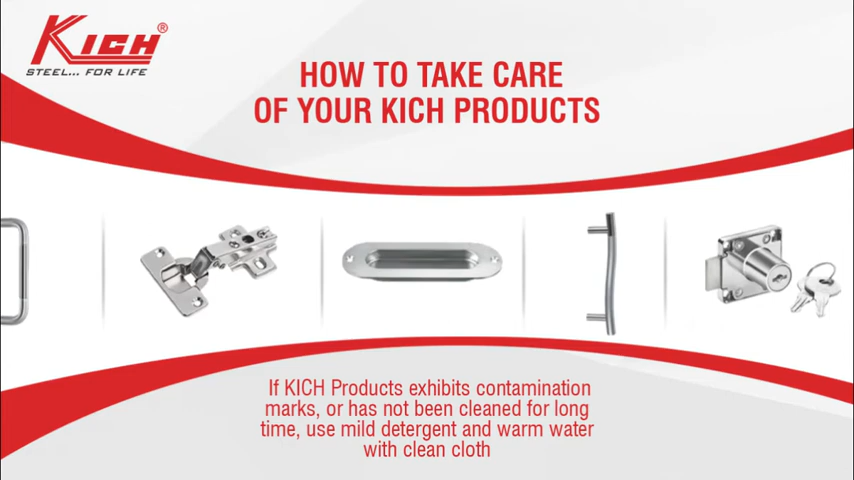 KICH®
STEEL... FOR LIFE
HOW TO TAKE CARE
OF YOUR KICH PRODUCTS
If KICH Products exhibits contamination
marks, or has not been cleaned for long
time, use mild detergent and warm water
with clean cloth